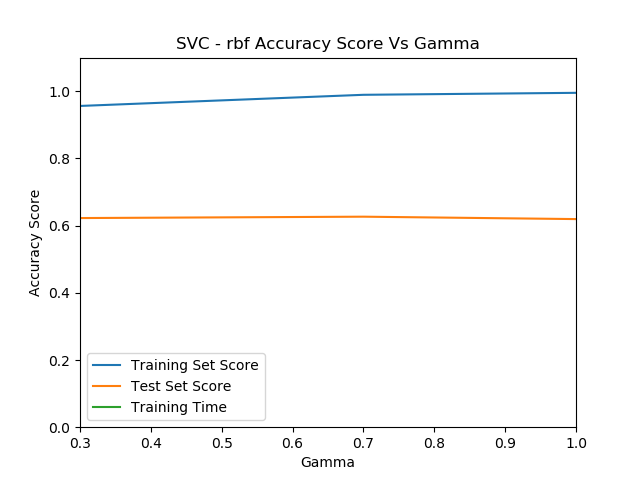 SVC - rbf Accuracy Score Vs Gamma
1.0
0.8
0.6
0.4
0.2
0.0
Accuracy Score
Training Set Score
Test Set Score
Training Time
0.3 0.4 0.5 0.6 0.7 0.8 0.9 1.0
Gamma